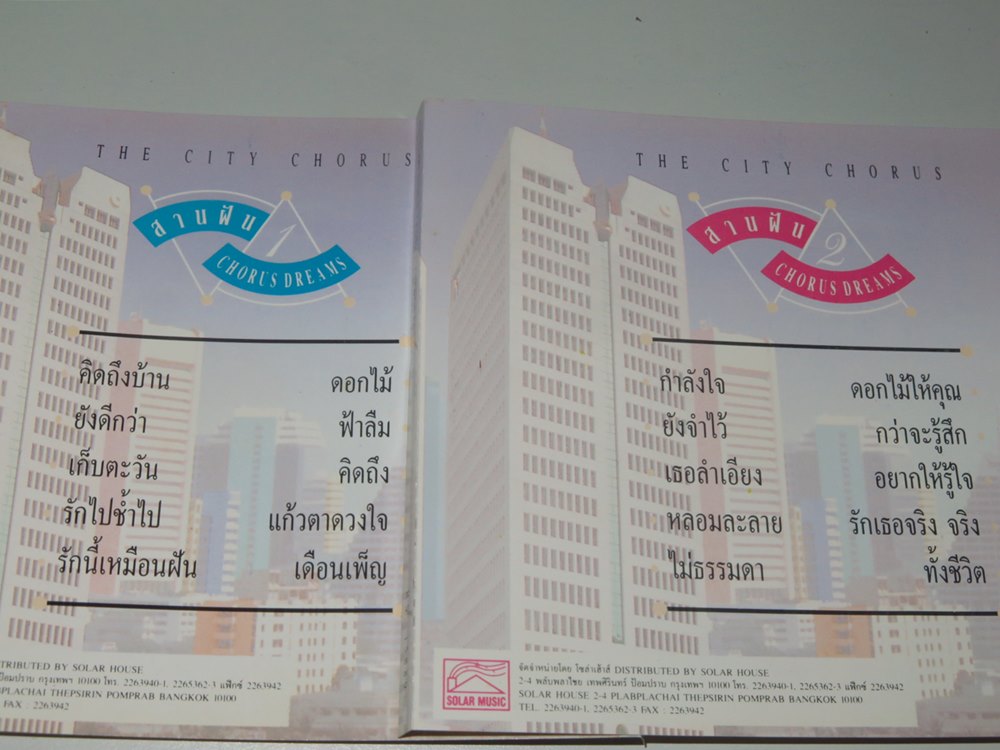 THE CITY CHORUS
สานฝัน 1
CHORUS DREAMS
คิดถึงบ้าน
ยังดีกว่า
เก็บตะวัน
รักไปช้ำไป
รักนี้เหมือนฝัน
ดอกไม้
ฟ้าลืม
คิดถึง
แก้วตาดวงใจ
เดือนเพ็ญ
TRIBUTED BY SOLAR HOUSE
ป้อมปราบ กรุงเทพฯ 10100 โทร. 2263940-1, 2265362-3 แฟ็กซ์ 2263942
BPLACHAI THEPSIRIN POMPRAB BANGKOK 10100
FAX : 2263942
THE CITY CHORUS
สานฝัน 2
CHORUS DREAMS
กำลังใจ
ยังจำไว้
เธอลำเอียง
หลอมละลาย
ไม่ธรรมดา
ดอกไม้ให้คุณ
กว่าจะรู้สึก
อยากให้รู้ใจ
รักเธอจริง จริง
ทั้งชีวิต
SOLAR MUSIC
จัดจำหน่ายโดย โซล่าเฮ้าส์ DISTRIBUTED BY SOLAR HOUSE
2-4 พลับพลาไชย เทพศิรินทร์ ป้อมปราบ กรุงเทพฯ 10100 โทร. 2263940-1, 2265362-3 แฟ็กซ์ 2263942
SOLAR HOUSE 2-4 PLABPLACHAI THEPSIRIN POMPRAB BANGKOK 10100
TEL. 2263940-1, 2265362-3 FAX : 2263942